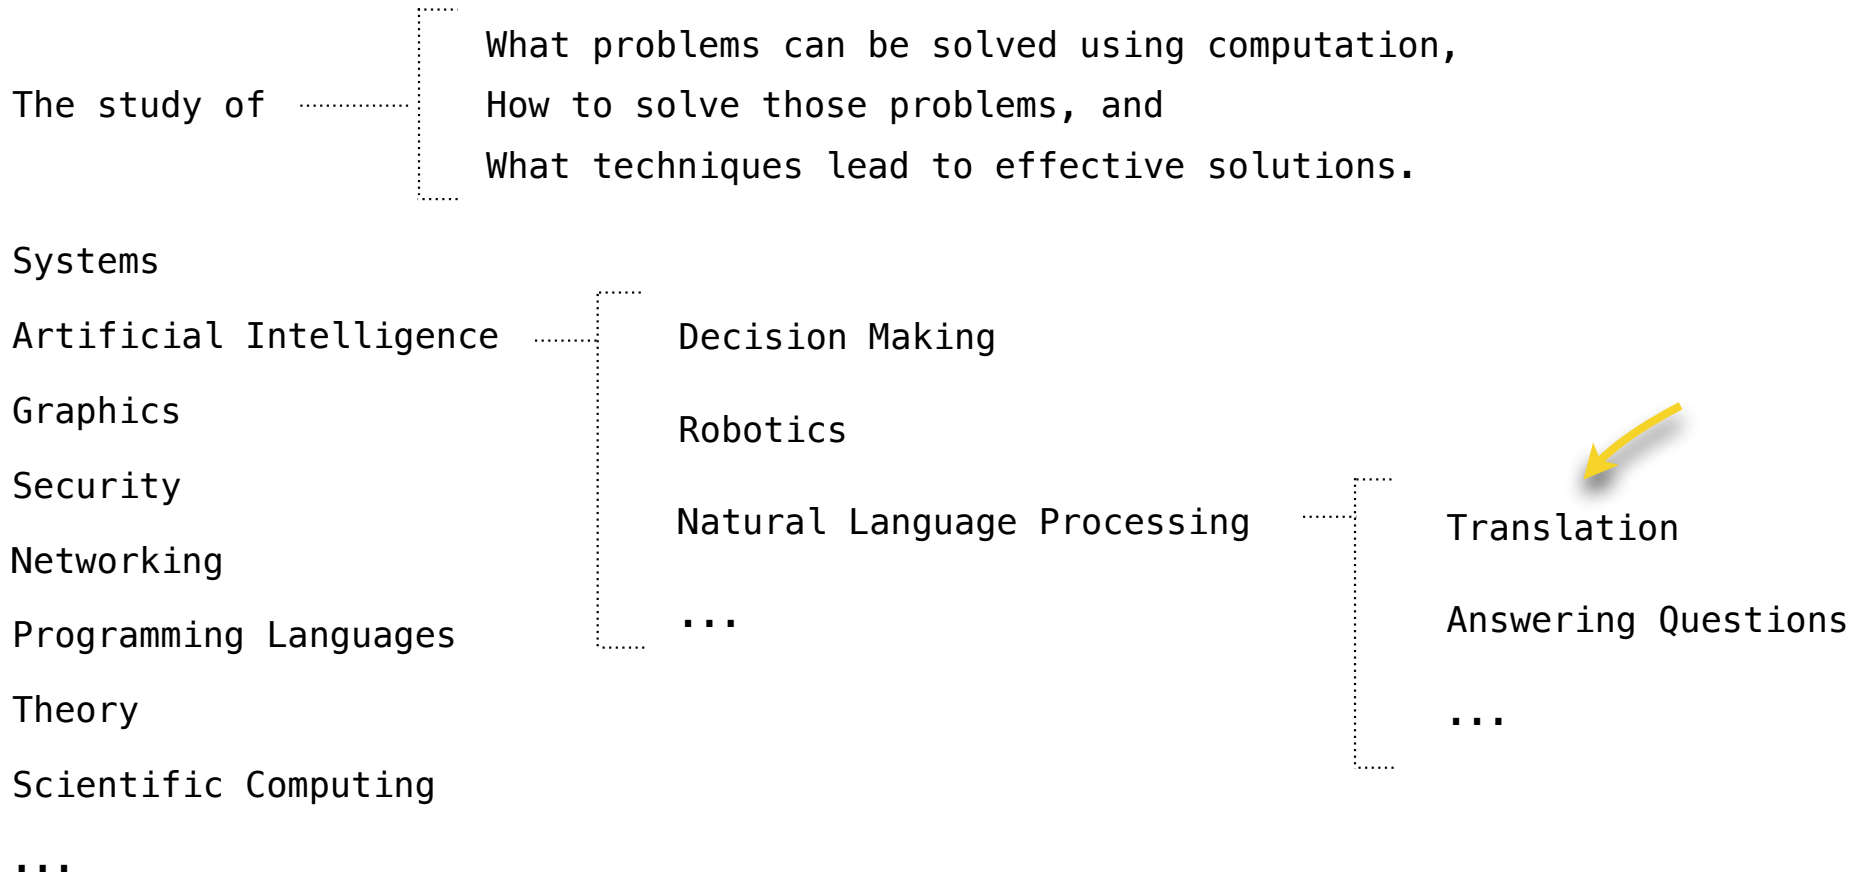 What problems can be solved using computation,
The study of
How to solve those problems, and
What techniques lead to effective solutions.
Systems
Artificial Intelligence
Decision Making
Graphics
Robotics
Security
Natural Language Processing
Translation
Networking
Answering Questions
...
Programming Languages
Theory
...
Scientific Computing
...